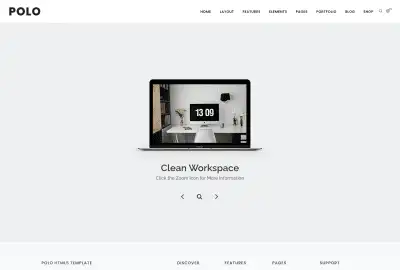 POLO
HOME LAYOUT FEATURES ELEMENTS PAGES PORTFOLIO BLOG SHOP
13 09
Clean Workspace
Click the Zoom Icon for More Information
POLO HTML5 TEMPLATE DISCOVER FEATURES PAGES SUPPORT